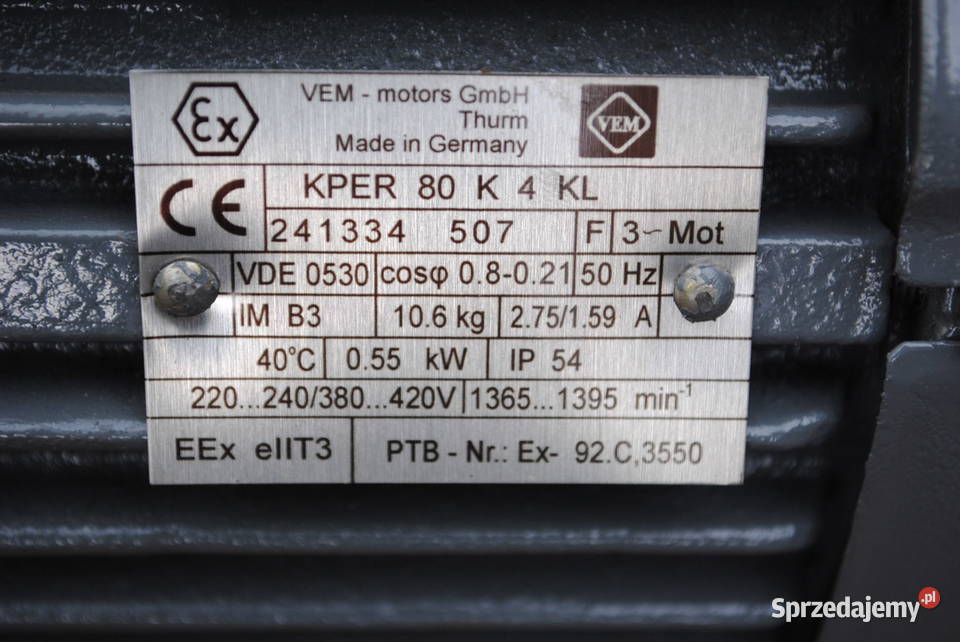 Ex
VEM - motors GmbH
Thurm
Made in Germany
VEM
CE
KPER 80 K 4 KL
241334 507 F 3~ Mot
VDE 0530 cosφ 0.8-0.21 50 Hz
IM B3 10.6 kg 2.75/1.59 A
40°C 0.55 kW IP 54
220...240/380...420V 1365...1395 min⁻¹
EEx eIIT3 PTB - Nr.: Ex- 92.C,3550
Sprzedajemy.pl